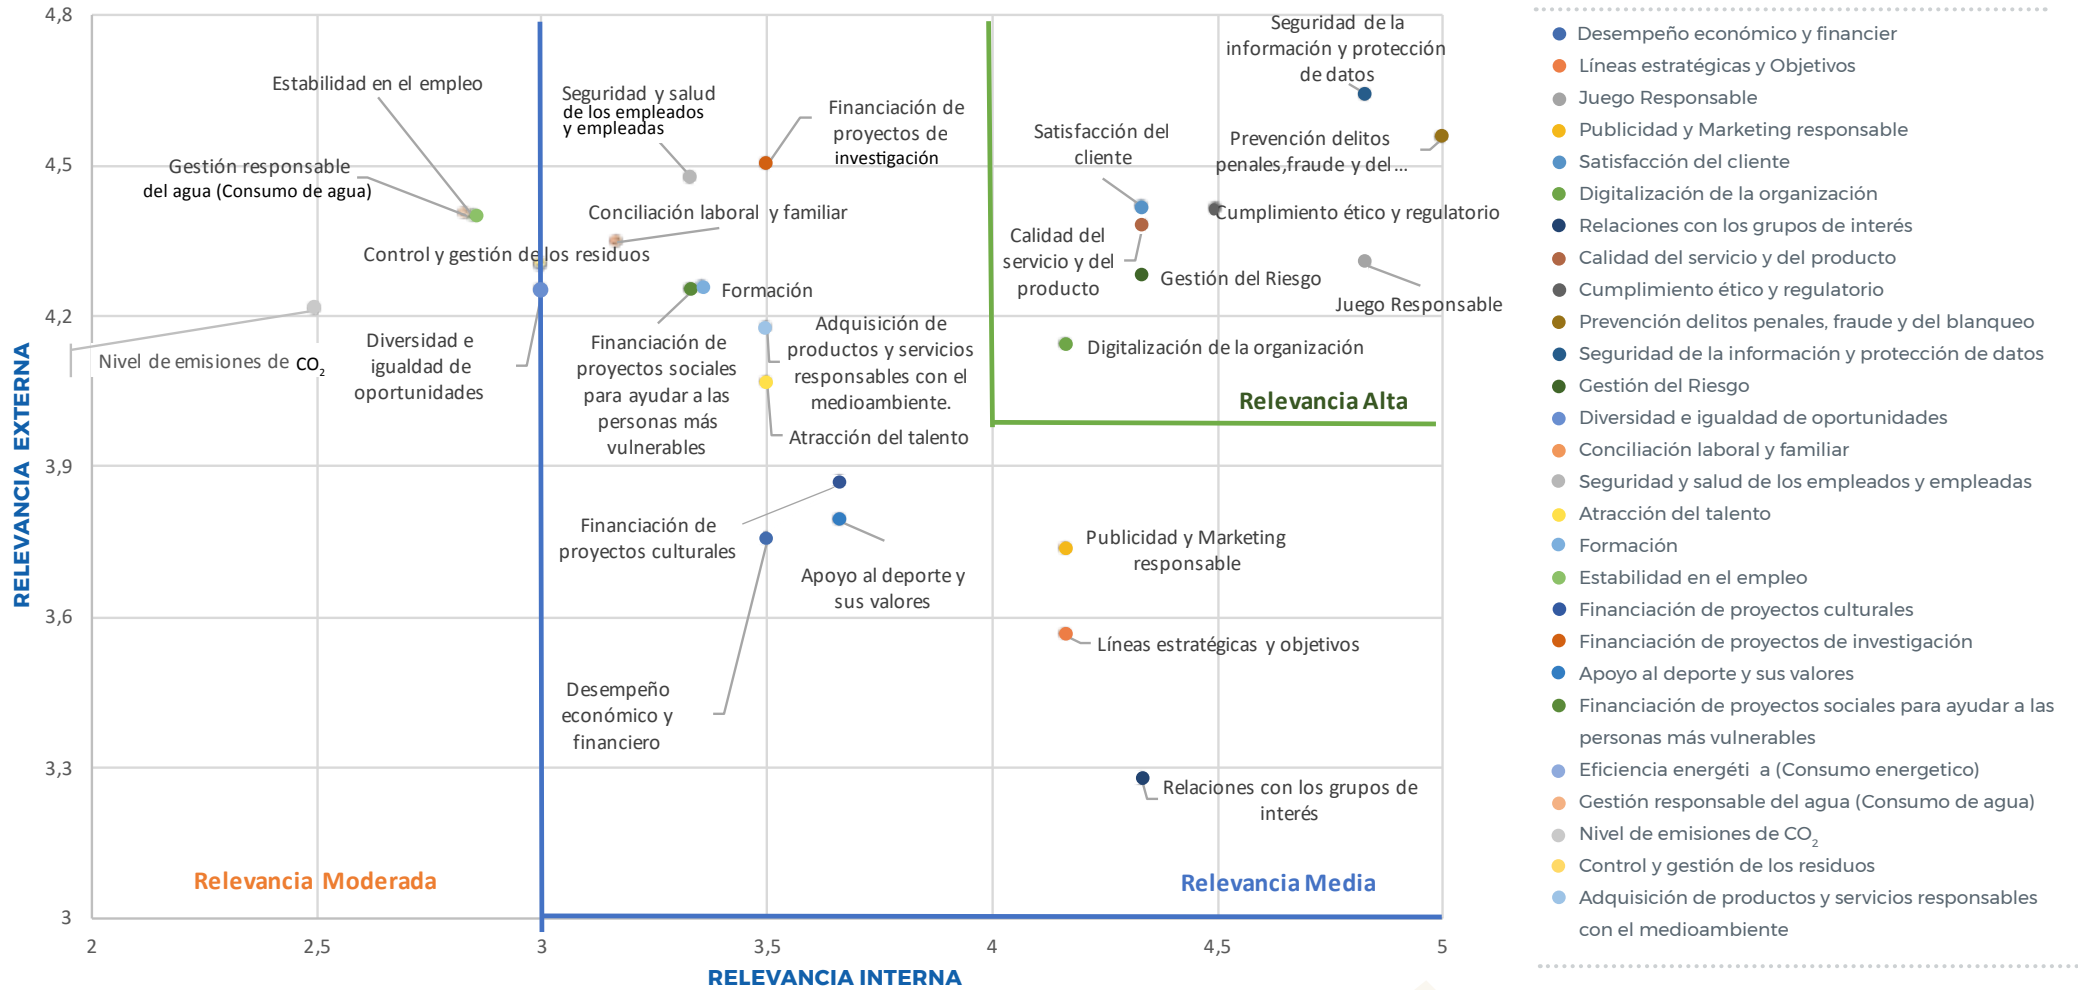 4,8
4,5
4,2
3,9
3,6
3,3
3
2
2,5
3
3,5
4
4,5
5
RELEVANCIA EXTERNA
RELEVANCIA INTERNA
Estabilidad en el empleo
Gestión responsable
del agua (Consumo de agua)
Seguridad y salud
de los empleados
y empleadas
Financiación de
proyectos de
investigación
Conciliación laboral y familiar
Control y gestión de los residuos
Nivel de emisiones de CO₂
Diversidad e
igualdad de
oportunidades
Formación
Financiación de
proyectos sociales
para ayudar a las
personas más
vulnerables
Adquisición de
productos y servicios
responsables con el
medioambiente.
Atracción del talento
Seguridad de la
información y protección
de datos
Satisfacción del
cliente
Prevención delitos
penales,fraude y del...
Cumplimiento ético y regulatorio
Calidad del
servicio y del
producto
Gestión del Riesgo
Juego Responsable
Digitalización de la organización
Relevancia Alta
Financiación de
proyectos culturales
Apoyo al deporte y
sus valores
Publicidad y Marketing
responsable
Líneas estratégicas y objetivos
Desempeño
económico y
financiero
Relaciones con los grupos de
interés
Relevancia Moderada
Relevancia Media
Desempeño económico y financier
Líneas estratégicas y Objetivos
Juego Responsable
Publicidad y Marketing responsable
Satisfacción del cliente
Digitalización de la organización
Relaciones con los grupos de interés
Calidad del servicio y del producto
Cumplimiento ético y regulatorio
Prevención delitos penales, fraude y del blanqueo
Seguridad de la información y protección de datos
Gestión del Riesgo
Diversidad e igualdad de oportunidades
Conciliación laboral y familiar
Seguridad y salud de los empleados y empleadas
Atracción del talento
Formación
Estabilidad en el empleo
Financiación de proyectos culturales
Financiación de proyectos de investigación
Apoyo al deporte y sus valores
Financiación de proyectos sociales para ayudar a las
personas más vulnerables
Eficiencia energéti a (Consumo energetico)
Gestión responsable del agua (Consumo de agua)
Nivel de emisiones de CO₂
Control y gestión de los residuos
Adquisición de productos y servicios responsables
con el medioambiente